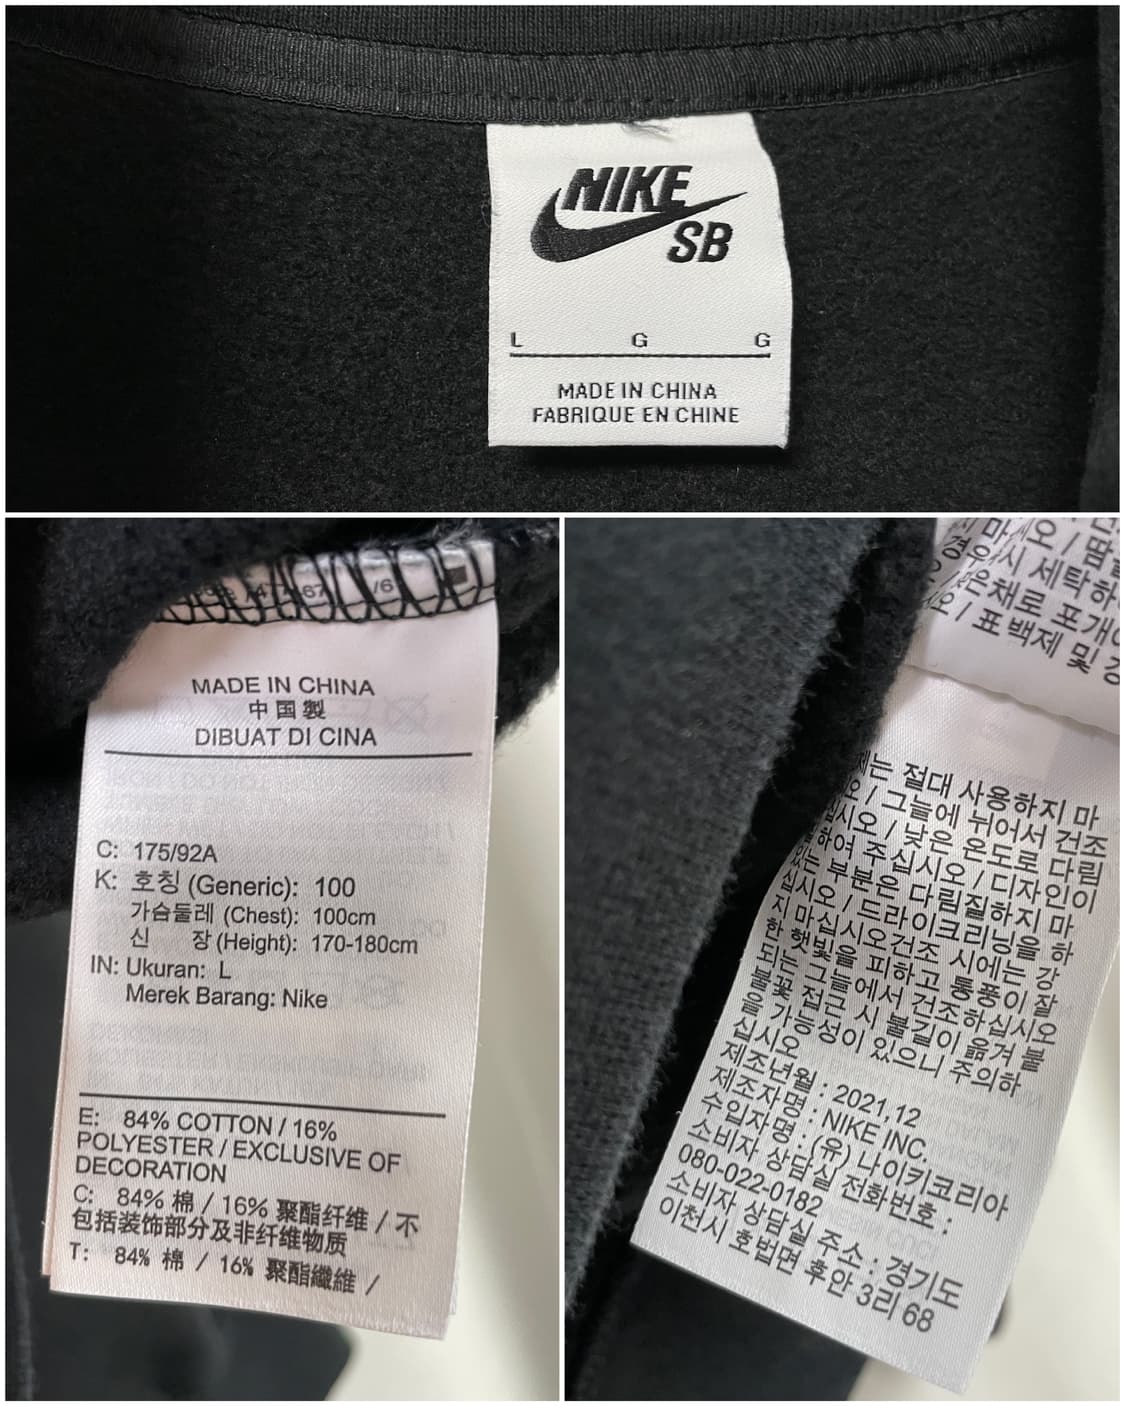 NIKE
SB
L G G
MADE IN CHINA
FABRIQUE EN CHINE
MADE IN CHINA
中国製
DIBUAT DI CINA
C: 175/92A
K: 호칭 (Generic): 100
가슴둘레 (Chest): 100cm
신 장 (Height): 170-180cm
IN: Ukuran: L
Merek Barang: Nike
E: 84% COTTON / 16%
POLYESTER / EXCLUSIVE OF
DECORATION
C: 84% 棉 / 16% 聚酯纤维 / 不
包括装饰部分及非纤维物质
T: 84% 棉 / 16% 聚酯纖維 /
시 세탁하
은채로 포개
/ 표백제 및
는 절대 사용하지 마
/ 그늘에 뉘어서 건조
십시오 / 낮은 온도로 다림
하여 주십시오 / 디자인이
있는 부분은 다림질하지 마
십시오 / 드라이크리닝을 하
지 마십시오건조 시에는 강
한 햇빛을 피하고 통풍이 잘
되는 그늘에서 건조하십시오
불꽃 접근 시 불길이 옮겨 붙
을 가능성이 있으니 주의하
십시오
제조년월 : 2021,12
제조자명 : NIKE INC.
수입자명 : (유) 나이키코리아
소비자 상담실 전화번호 :
080-022-0182
소비자 상담실 주소 : 경기도
이천시 호법면 후안 3리 68